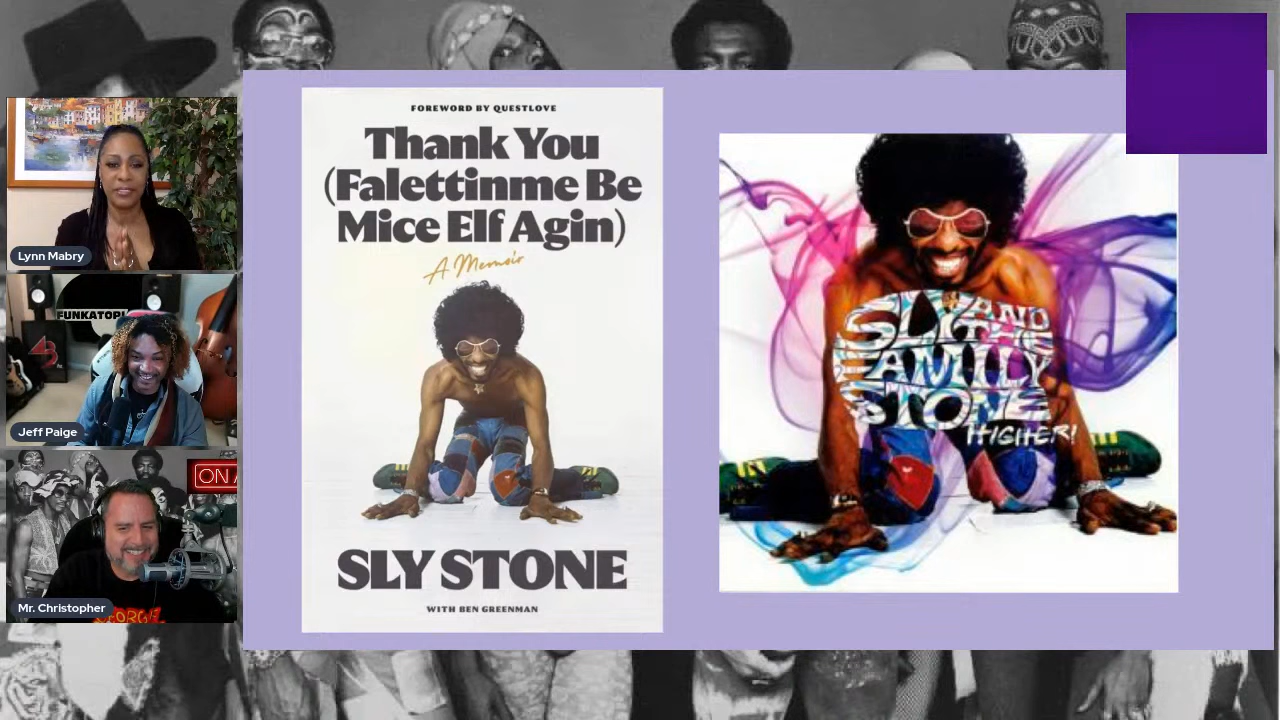 FOREWORD BY QUESTLOVE
Thank You
(Falettinme Be
Mice Elf Agin)
A Memoir
SLY STONE
WITH BEN GREENMAN
SLY AND
THE
FAMILY
STONE
HIGHER!
Lynn Mabry
FUNKATOPI
Jeff Paige
ON
Mr. Christopher